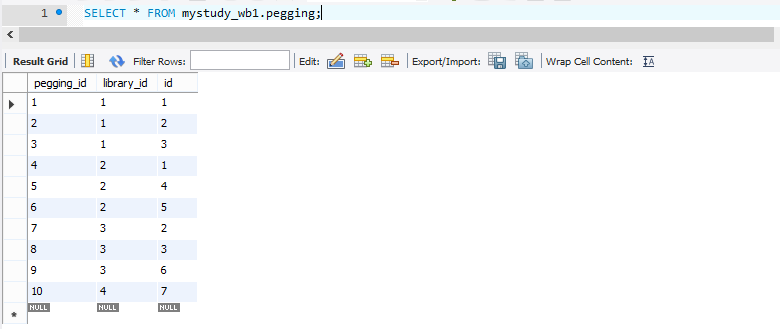 1 SELECT * FROM mystudy_wb1.pegging;
Result Grid Filter Rows: Edit: Export/Import: Wrap Cell Content:
pegging_id library_id id
1 1 1
2 1 2
3 1 3
4 2 1
5 2 4
6 2 5
7 3 2
8 3 3
9 3 6
10 4 7
NULL NULL NULL